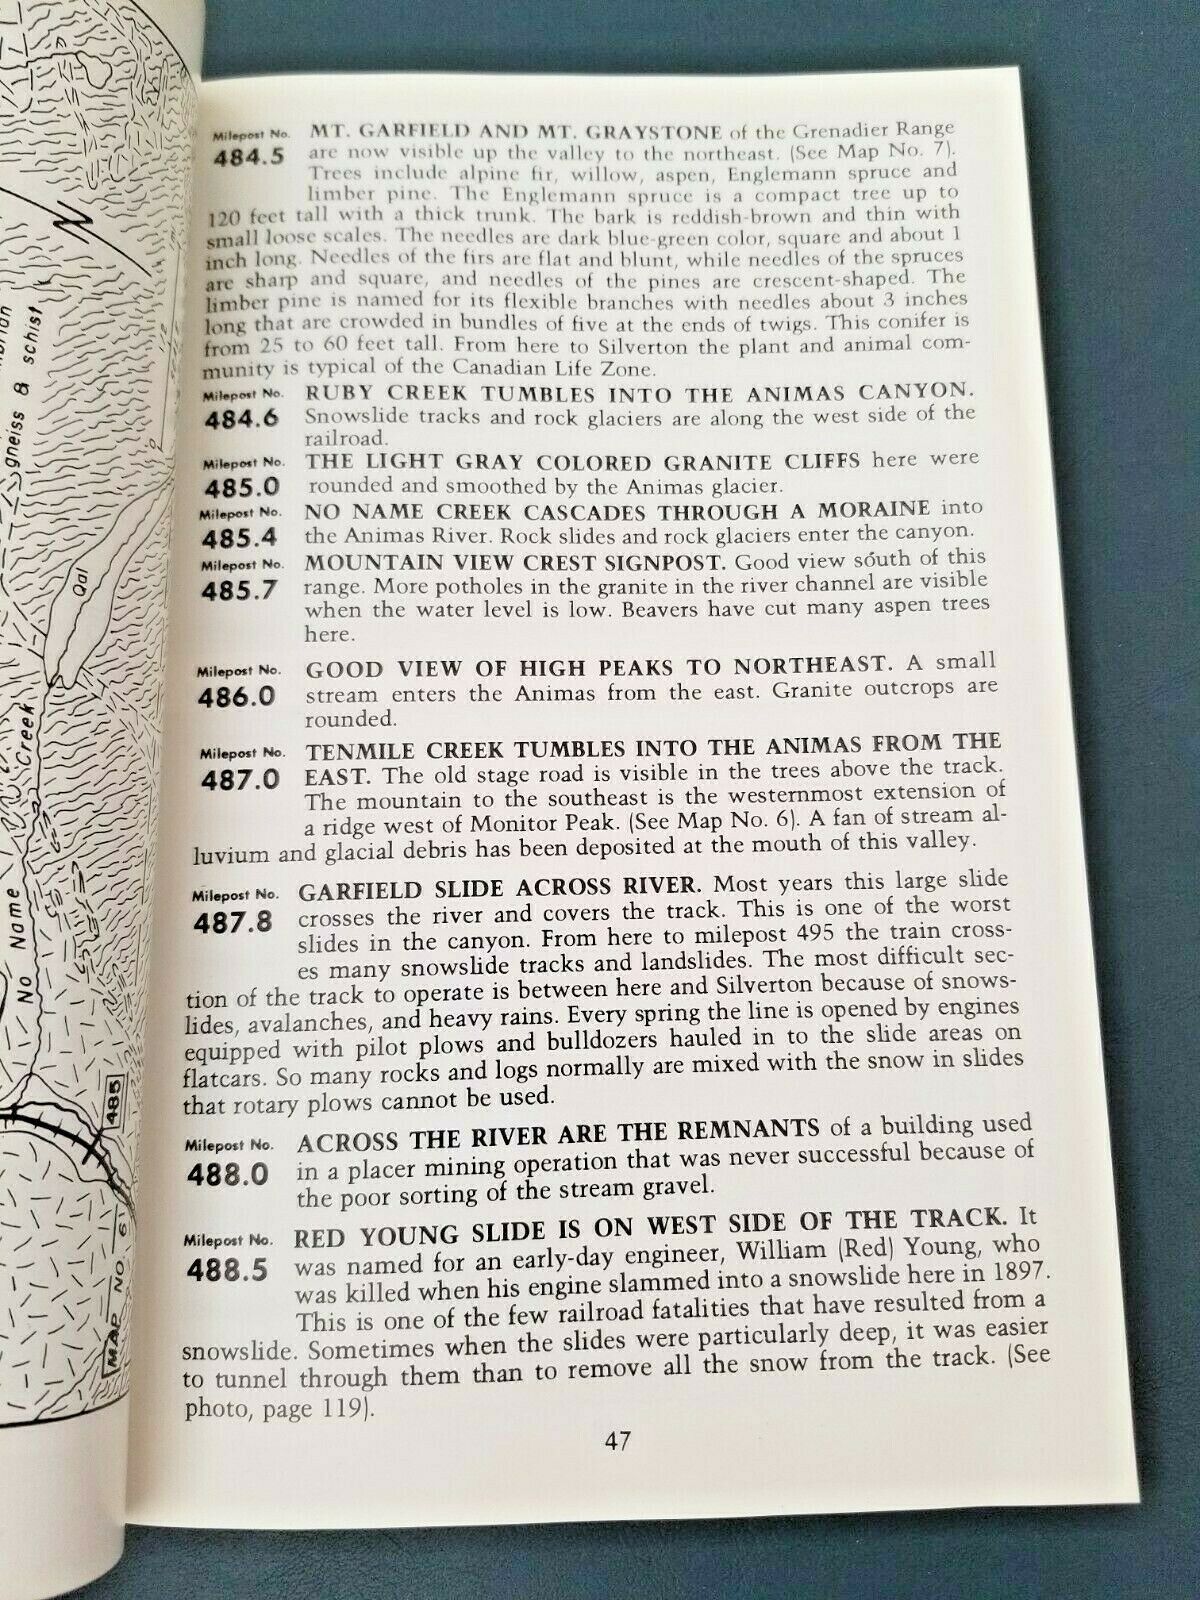 brian
gneiss & schist
Qal
No Name Creek
485
MAP NO. 6
Milepost No. MT. GARFIELD AND MT. GRAYSTONE of the Grenadier Range
484.5 are now visible up the valley to the northeast. (See Map No. 7).
Trees include alpine fir, willow, aspen, Englemann spruce and
limber pine. The Englemann spruce is a compact tree up to
120 feet tall with a thick trunk. The bark is reddish-brown and thin with
small loose scales. The needles are dark blue-green color, square and about 1
inch long. Needles of the firs are flat and blunt, while needles of the spruces
are sharp and square, and needles of the pines are crescent-shaped. The
limber pine is named for its flexible branches with needles about 3 inches
long that are crowded in bundles of five at the ends of twigs. This conifer is
from 25 to 60 feet tall. From here to Silverton the plant and animal com-
munity is typical of the Canadian Life Zone.
Milepost No. RUBY CREEK TUMBLES INTO THE ANIMAS CANYON.
484.6 Snowslide tracks and rock glaciers are along the west side of the
railroad.
Milepost No. THE LIGHT GRAY COLORED GRANITE CLIFFS here were
485.0 rounded and smoothed by the Animas glacier.
Milepost No. NO NAME CREEK CASCADES THROUGH A MORAINE into
485.4 the Animas River. Rock slides and rock glaciers enter the canyon.
Milepost No. MOUNTAIN VIEW CREST SIGNPOST. Good view south of this
485.7 range. More potholes in the granite in the river channel are visible
when the water level is low. Beavers have cut many aspen trees
here.
Milepost No. GOOD VIEW OF HIGH PEAKS TO NORTHEAST. A small
486.0 stream enters the Animas from the east. Granite outcrops are
rounded.
Milepost No. TENMILE CREEK TUMBLES INTO THE ANIMAS FROM THE
487.0 EAST. The old stage road is visible in the trees above the track.
The mountain to the southeast is the westernmost extension of
a ridge west of Monitor Peak. (See Map No. 6). A fan of stream al-
luvium and glacial debris has been deposited at the mouth of this valley.
Milepost No. GARFIELD SLIDE ACROSS RIVER. Most years this large slide
487.8 crosses the river and covers the track. This is one of the worst
slides in the canyon. From here to milepost 495 the train cross-
es many snowslide tracks and landslides. The most difficult sec-
tion of the track to operate is between here and Silverton because of snows-
lides, avalanches, and heavy rains. Every spring the line is opened by engines
equipped with pilot plows and bulldozers hauled in to the slide areas on
flatcars. So many rocks and logs normally are mixed with the snow in slides
that rotary plows cannot be used.
Milepost No. ACROSS THE RIVER ARE THE REMNANTS of a building used
488.0 in a placer mining operation that was never successful because of
the poor sorting of the stream gravel.
Milepost No. RED YOUNG SLIDE IS ON WEST SIDE OF THE TRACK. It
488.5 was named for an early-day engineer, William (Red) Young, who
was killed when his engine slammed into a snowslide here in 1897.
This is one of the few railroad fatalities that have resulted from a
snowslide. Sometimes when the slides were particularly deep, it was easier
to tunnel through them than to remove all the snow from the track. (See
photo, page 119).
47